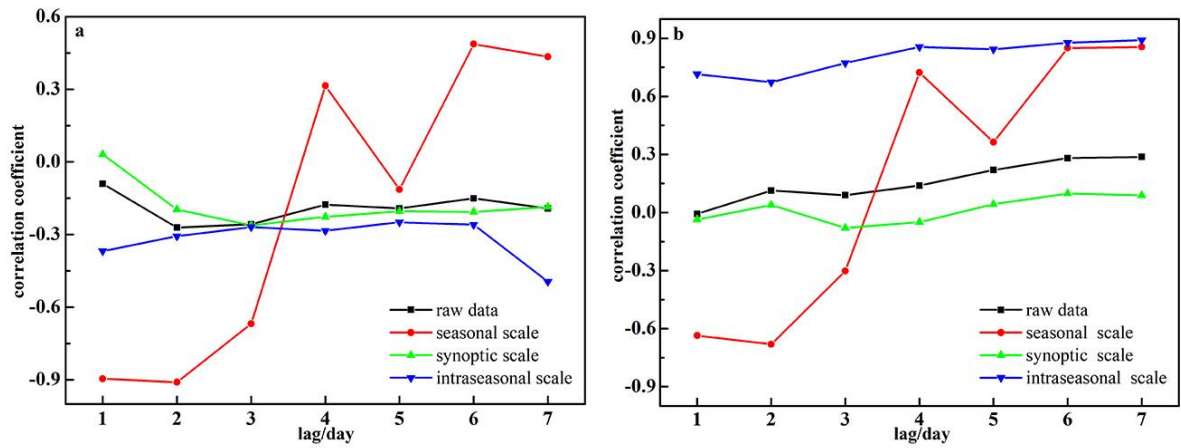 a
0.6
0.3
0.0
-0.3
-0.6
-0.9
correlation coefficient
raw data
seasonal scale
synoptic scale
intraseasonal scale
1 2 3 4 5 6 7
lag/day
b
0.9
0.6
0.3
0.0
-0.3
-0.6
-0.9
correlation coefficient
raw data
seasonal scale
synoptic scale
intraseasonal scale
1 2 3 4 5 6 7
lag/day